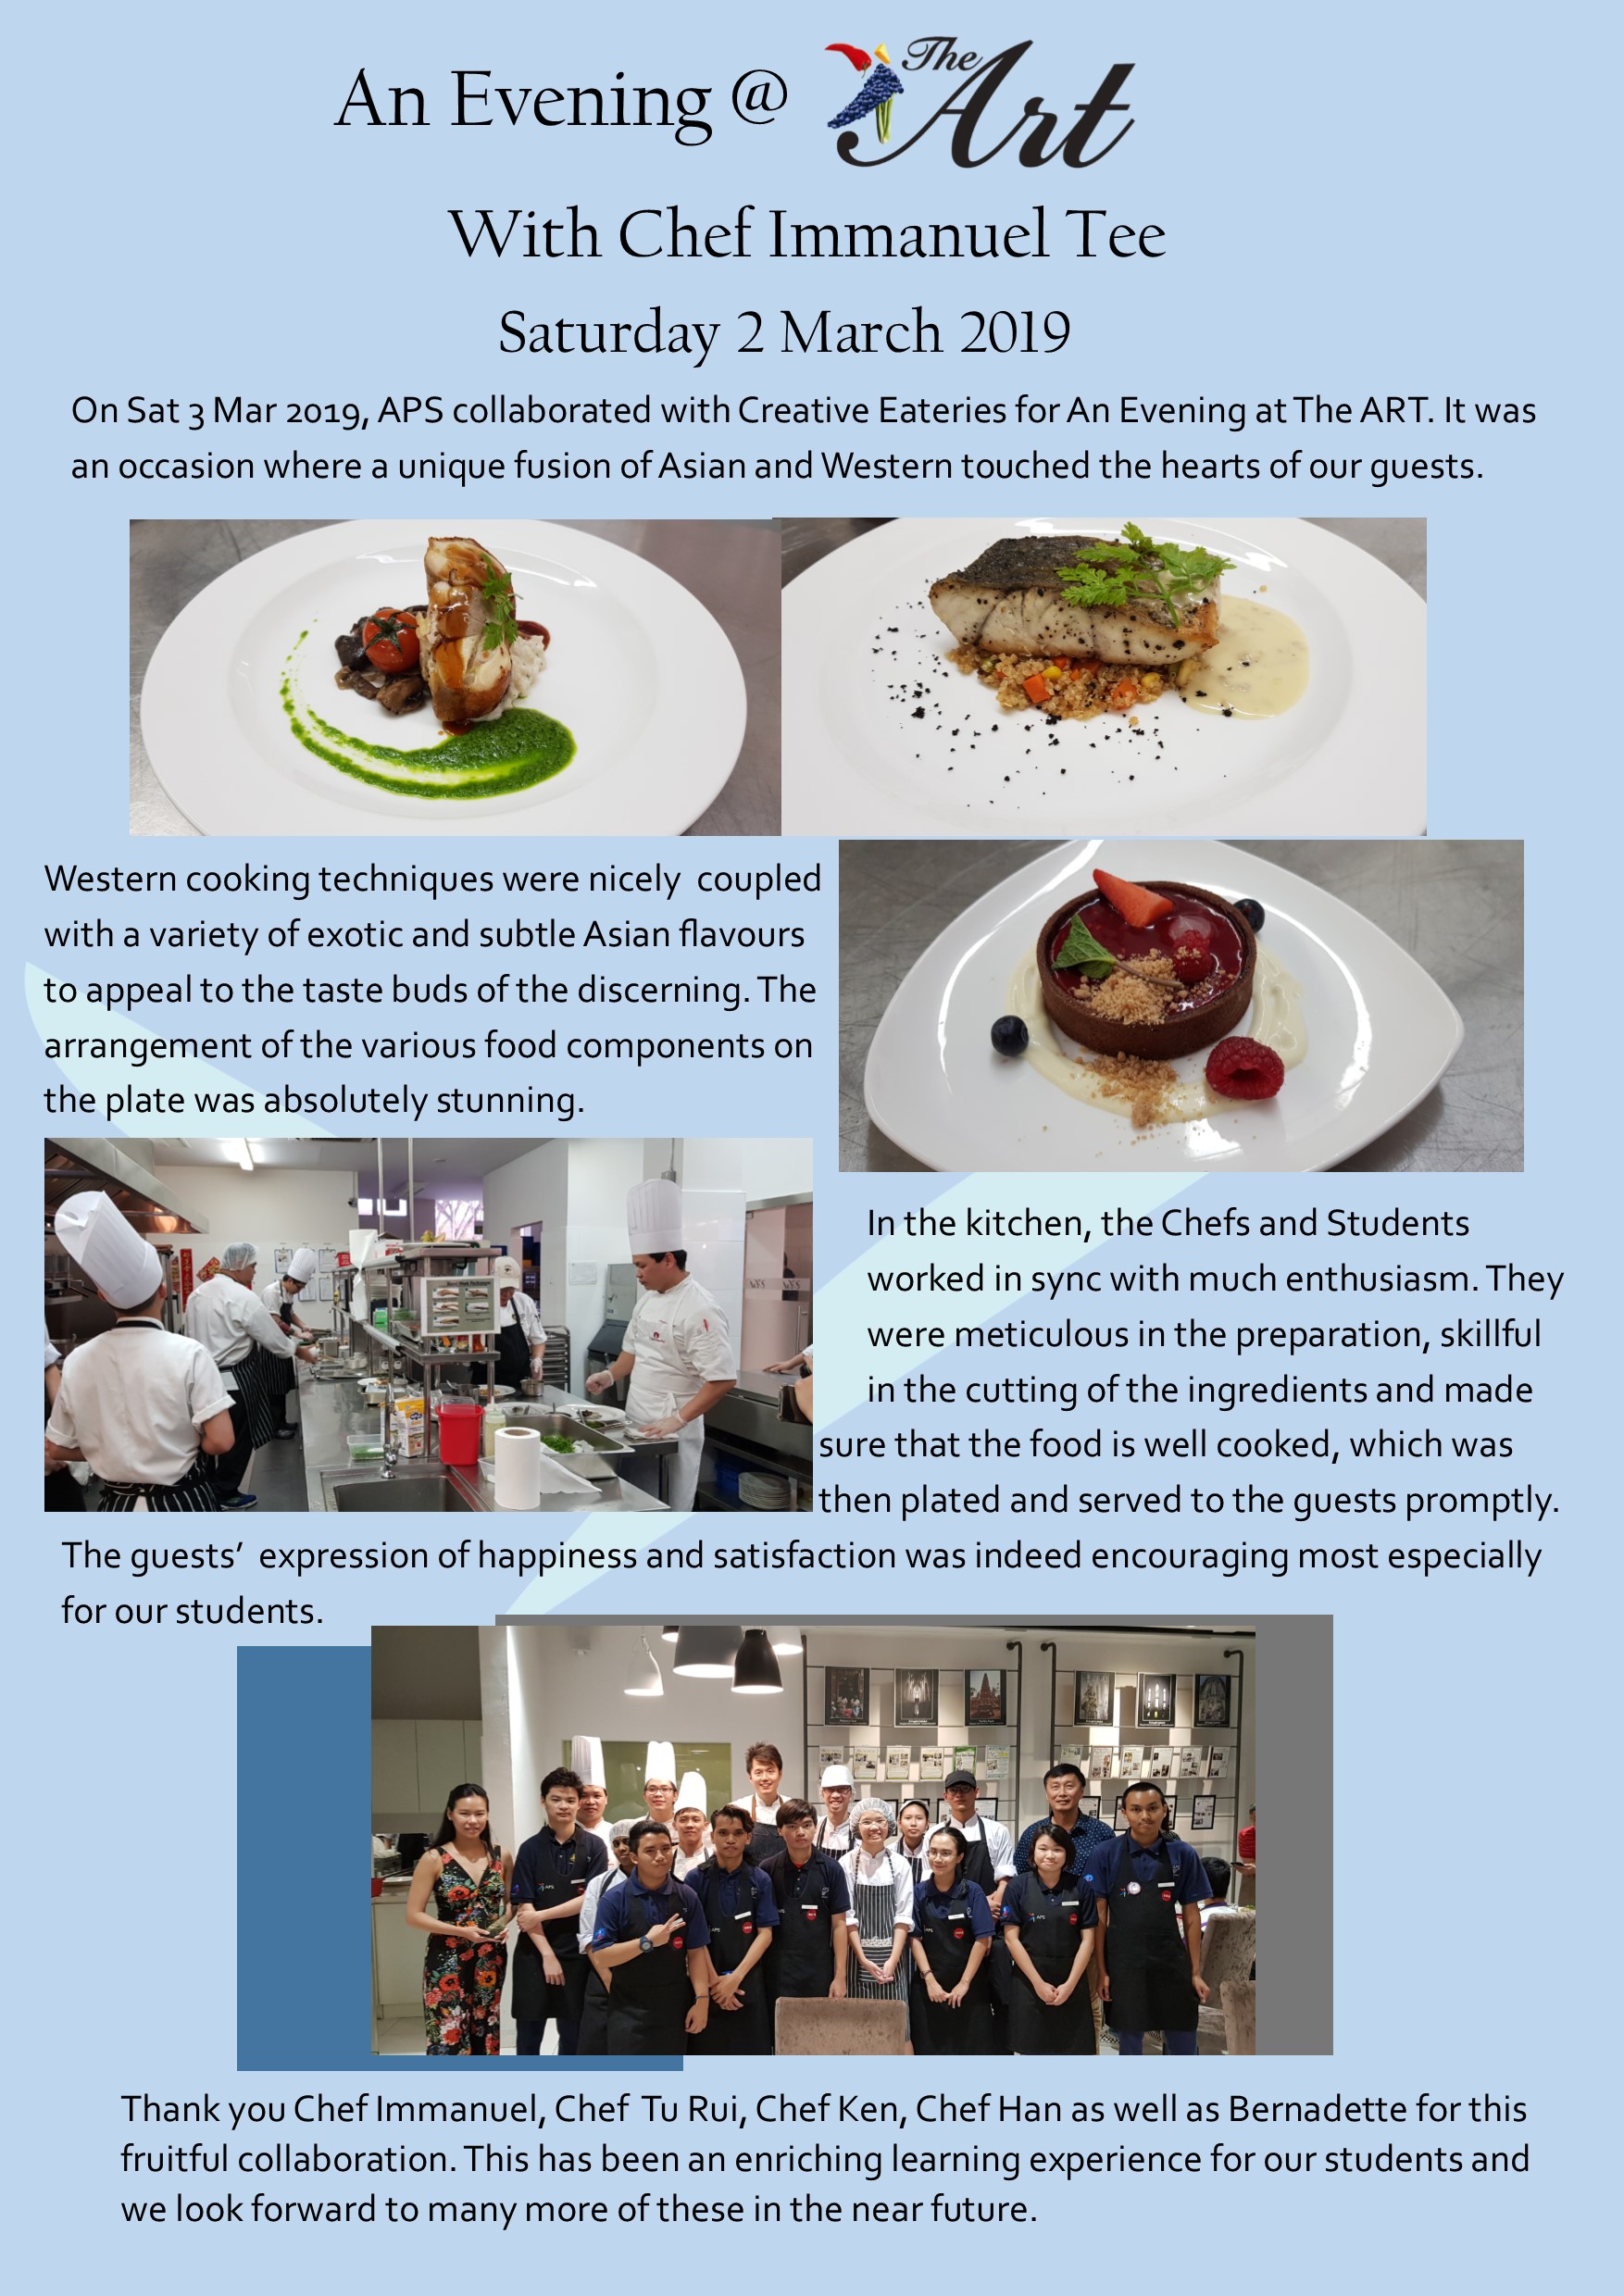 An Evening @ The Art
With Chef Immanuel Tee
Saturday 2 March 2019
On Sat 3 Mar 2019, APS collaborated with Creative Eateries for An Evening at The ART. It was
an occasion where a unique fusion of Asian and Western touched the hearts of our guests.
Western cooking techniques were nicely coupled
with a variety of exotic and subtle Asian flavours
to appeal to the taste buds of the discerning. The
arrangement of the various food components on
the plate was absolutely stunning.
In the kitchen, the Chefs and Students
worked in sync with much enthusiasm. They
were meticulous in the preparation, skillful
in the cutting of the ingredients and made
sure that the food is well cooked, which was
then plated and served to the guests promptly.
The guests’ expression of happiness and satisfaction was indeed encouraging most especially
for our students.
APS
APS
Thank you Chef Immanuel, Chef Tu Rui, Chef Ken, Chef Han as well as Bernadette for this
fruitful collaboration. This has been an enriching learning experience for our students and
we look forward to many more of these in the near future.